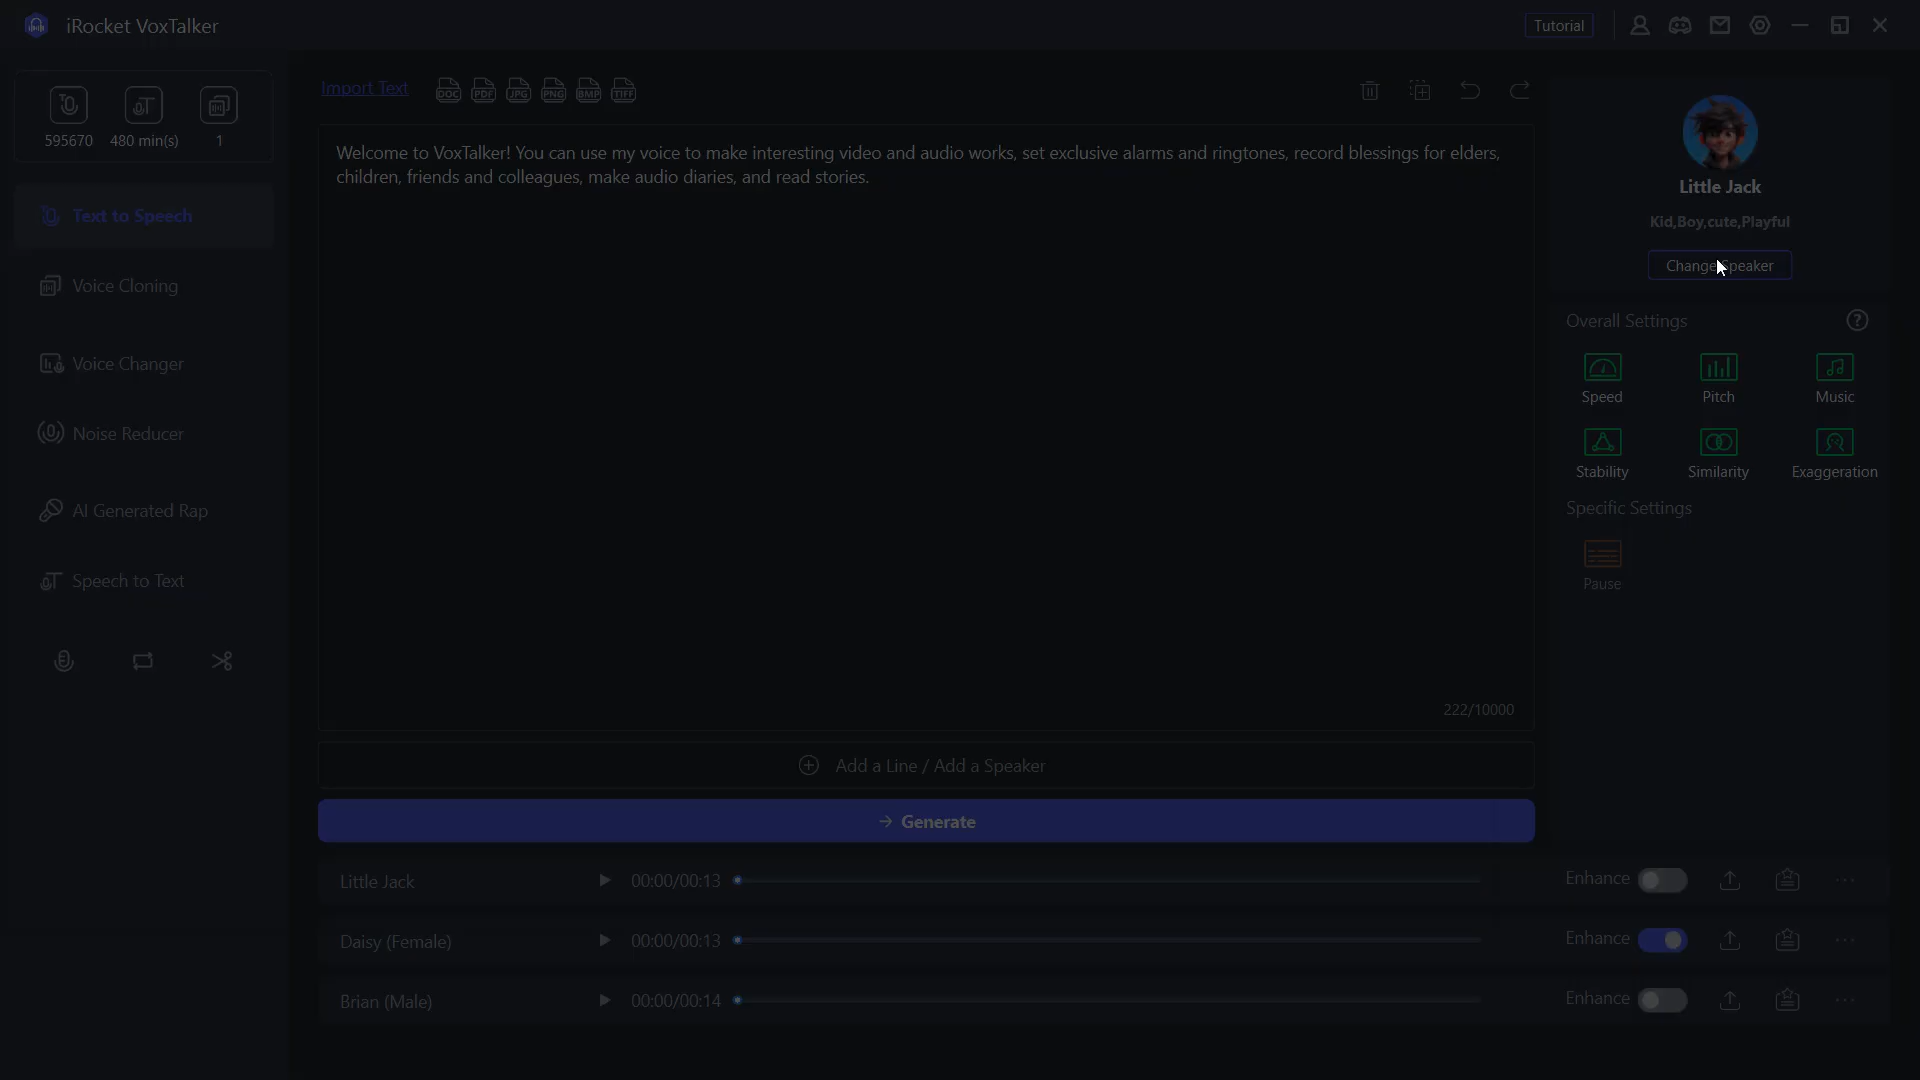 iRocket VoxTalker
Tutorial
595670
480 min(s)
1
Text to Speech
Voice Cloning
Voice Changer
Noise Reducer
AI Generated Rap
Speech to Text
Import Text
DOC
PDF
JPG
PNG
BMP
TIFF
Welcome to VoxTalker! You can use my voice to make interesting video and audio works, set exclusive alarms and ringtones, record blessings for elders,
children, friends and colleagues, make audio diaries, and read stories.
222/10000
Add a Line / Add a Speaker
Generate
Little Jack
Kid,Boy,cute,Playful
Change Speaker
Overall Settings
Speed
Pitch
Music
Stability
Similarity
Exaggeration
Specific Settings
Pause
Little Jack
00:00/00:13
Enhance
Daisy (Female)
00:00/00:13
Enhance
Brian (Male)
00:00/00:14
Enhance